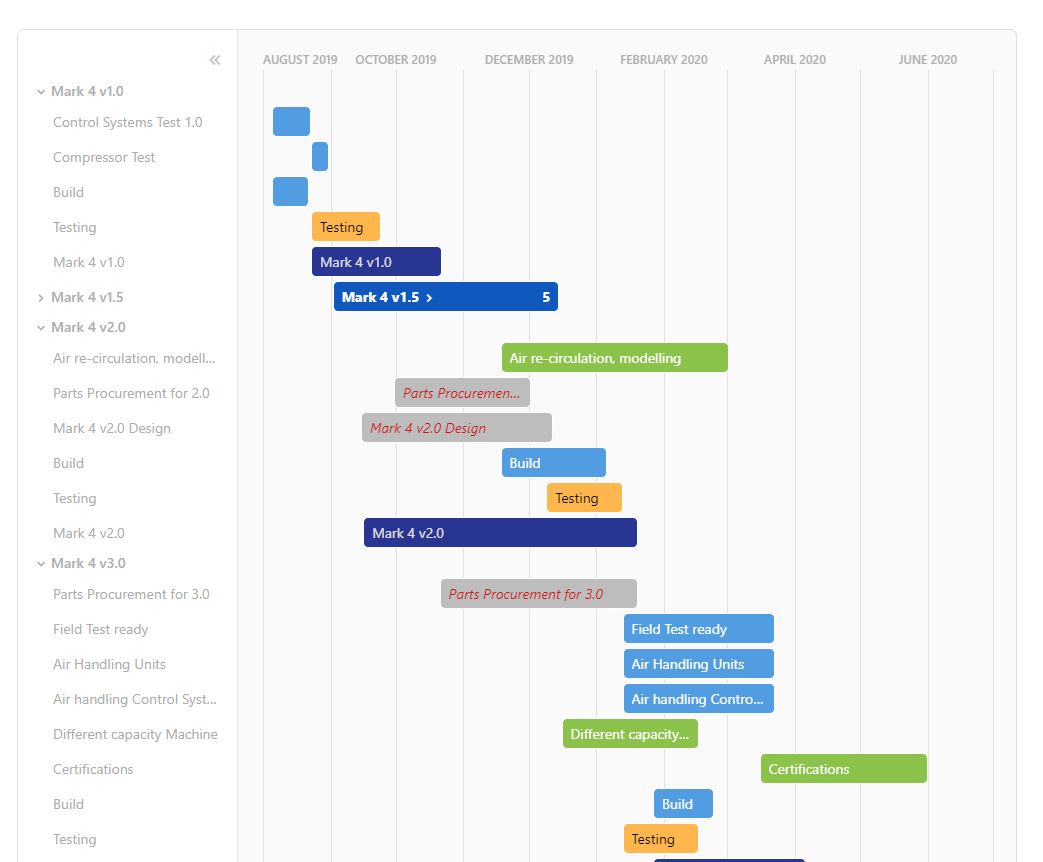 AUGUST 2019 OCTOBER 2019 DECEMBER 2019 FEBRUARY 2020 APRIL 2020 JUNE 2020
Mark 4 v1.0
Control Systems Test 1.0
Compressor Test
Build
Testing Testing
Mark 4 v1.0 Mark 4 v1.0
Mark 4 v1.5 Mark 4 v1.5 5
Mark 4 v2.0
Air re-circulation, modell... Air re-circulation, modelling
Parts Procurement for 2.0 Parts Procuremen...
Mark 4 v2.0 Design Mark 4 v2.0 Design
Build Build
Testing Testing
Mark 4 v2.0 Mark 4 v2.0
Mark 4 v3.0
Parts Procurement for 3.0 Parts Procurement for 3.0
Field Test ready Field Test ready
Air Handling Units Air Handling Units
Air handling Control Syst... Air handling Contro...
Different capacity Machine Different capacity...
Certifications Certifications
Build Build
Testing Testing